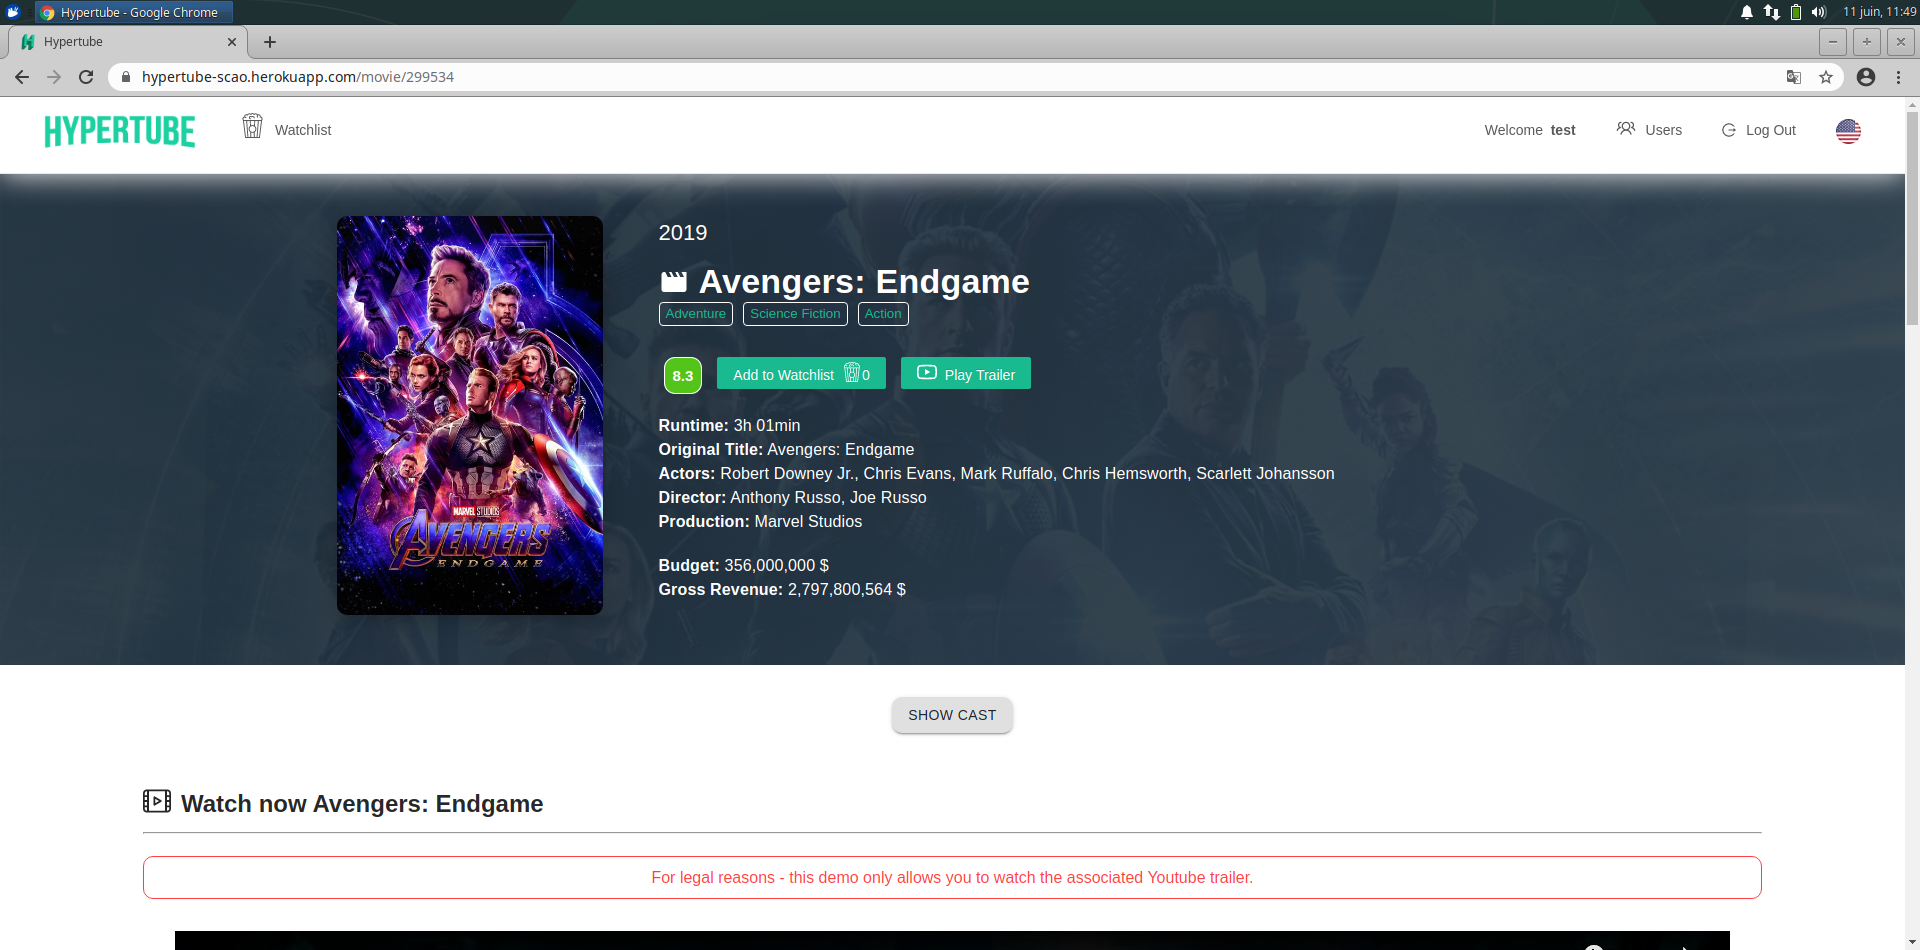 Hypertube - Google Chrome
11 juin, 11:49
Hypertube
hypertube-scao.herokuapp.com/movie/299534
HYPERTUBE
Watchlist
Welcome test
Users
Log Out
2019
Avengers: Endgame
Adventure
Science Fiction
Action
8.3
Add to Watchlist 0
Play Trailer
Runtime: 3h 01min
Original Title: Avengers: Endgame
Actors: Robert Downey Jr., Chris Evans, Mark Ruffalo, Chris Hemsworth, Scarlett Johansson
Director: Anthony Russo, Joe Russo
Production: Marvel Studios
Budget: 356,000,000 $
Gross Revenue: 2,797,800,564 $
MARVEL STUDIOS
AVENGERS
ENDGAME
SHOW CAST
Watch now Avengers: Endgame
For legal reasons - this demo only allows you to watch the associated Youtube trailer.